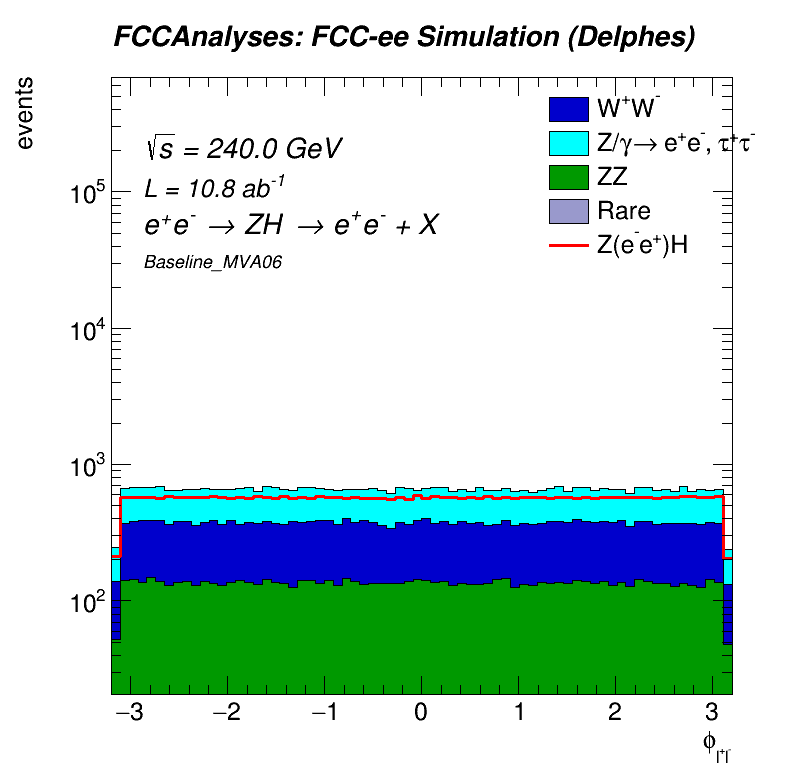 FCCAnalyses: FCC-ee Simulation (Delphes)
events
√s = 240.0 GeV
L = 10.8 ab⁻¹
e⁺e⁻ → ZH → e⁺e⁻ + X
Baseline_MVA06
W⁺W⁻
Z/γ→ e⁺e⁻, τ⁺τ⁻
ZZ
Rare
Z(e⁻e⁺)H
10⁵
10⁴
10³
10²
−3 −2 −1 0 1 2 3
ϕ_l⁺l⁻